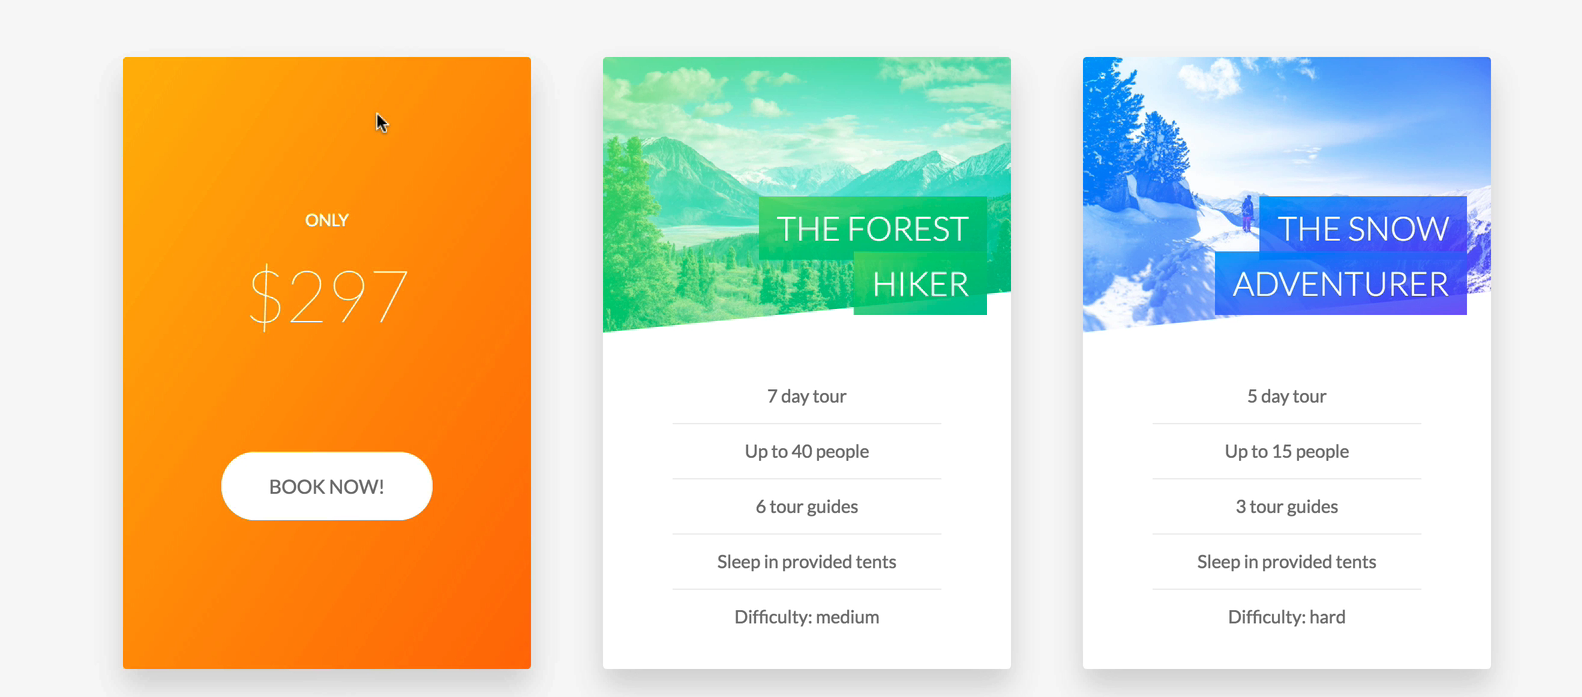 ONLY
$297
BOOK NOW!
THE FOREST
HIKER
7 day tour
Up to 40 people
6 tour guides
Sleep in provided tents
Difficulty: medium
THE SNOW
ADVENTURER
5 day tour
Up to 15 people
3 tour guides
Sleep in provided tents
Difficulty: hard